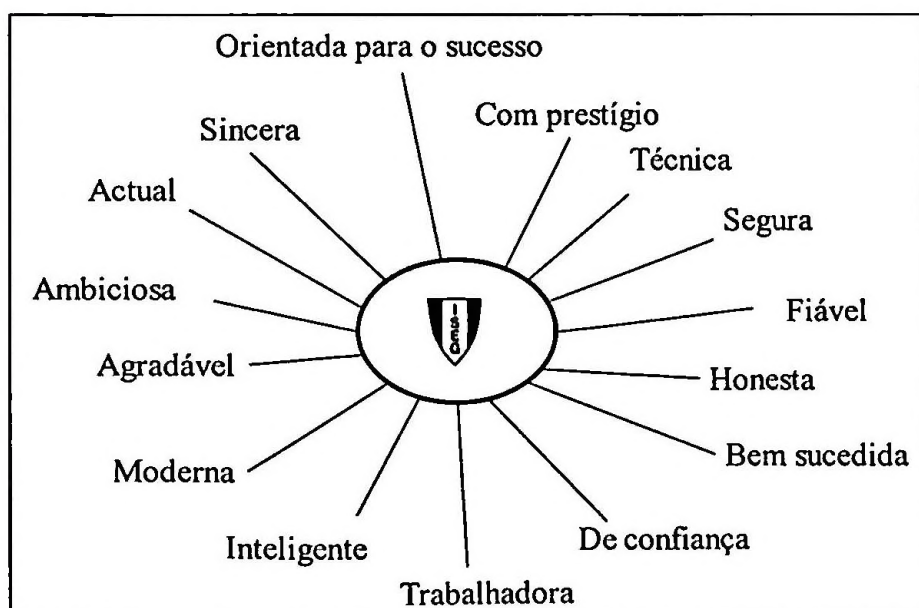 Orientada para o sucesso
Com prestígio
Sincera
Técnica
Actual
Segura
Ambiciosa
Fiável
Agradável
Honesta
Moderna
Bem sucedida
Inteligente
De confiança
Trabalhadora